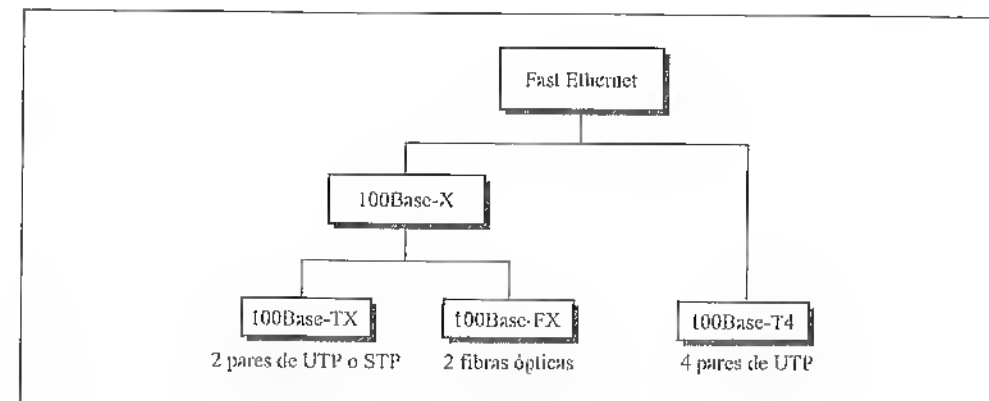 Fast Ethernet
100Base-X
100Base-TX
100Base-FX
100Base-T4
2 pares de UTP o STP
2 fibras ópticas
4 pares de UTP